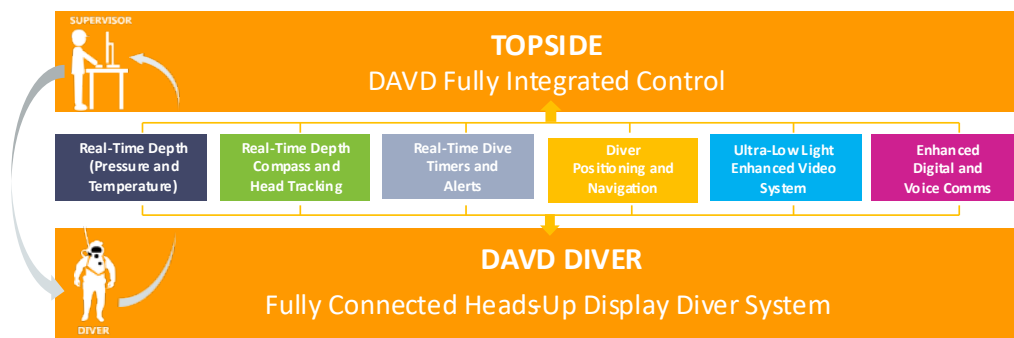 SUPERVISOR
TOPSIDE
DAVD Fully Integrated Control
Real-Time Depth
(Pressure and
Temperature)
Real-Time Depth
Compass and
Head Tracking
Real-Time Dive
Timers and
Alerts
Diver
Positioning and
Navigation
Ultra-Low Light
Enhanced Video
System
Enhanced
Digital and
Voice Comms
DAVD DIVER
Fully Connected Heads-Up Display Diver System
DIVER